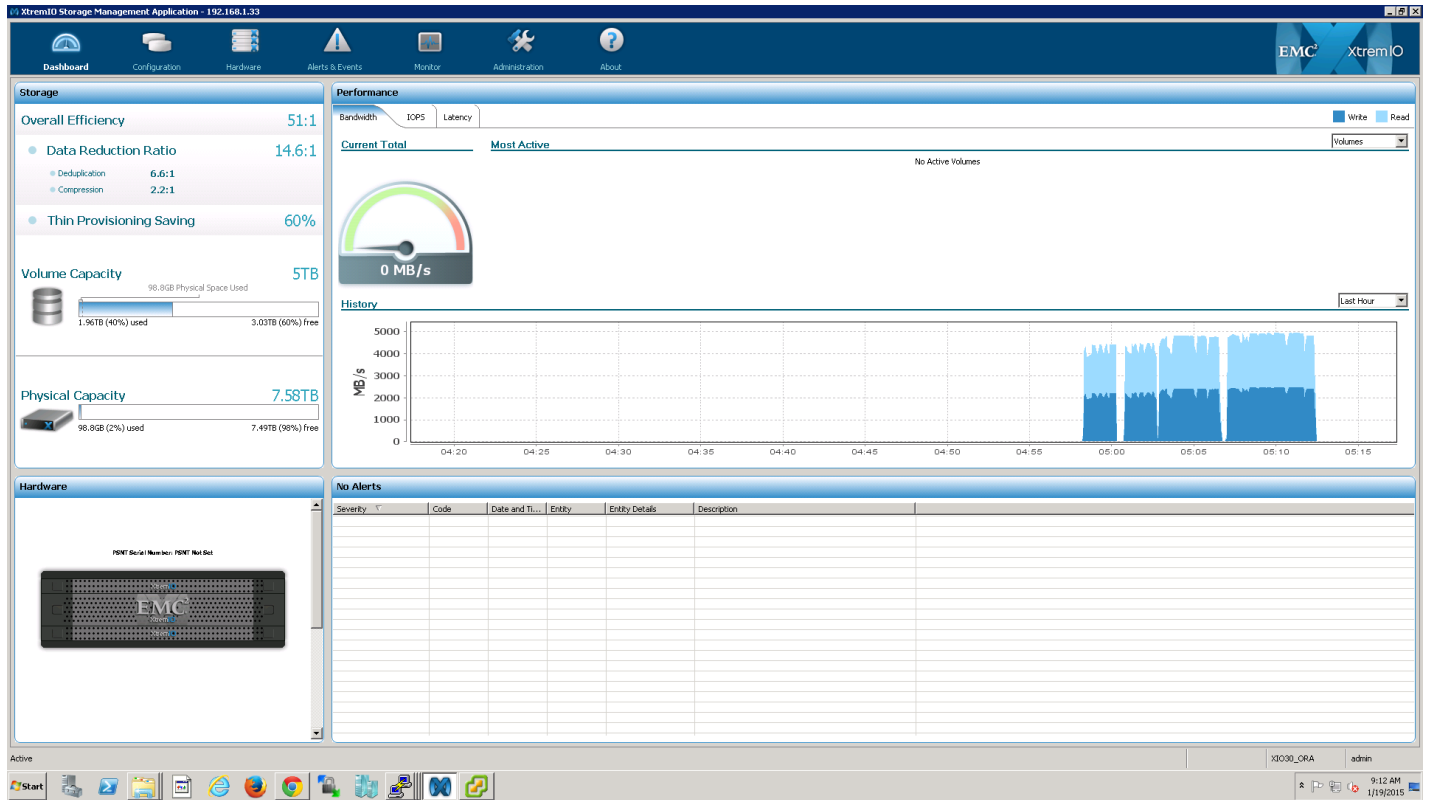 XtremIO Storage Management Application - 192.168.1.33
Dashboard Configuration Hardware Alerts & Events Monitor Administration About
EMC² XtremIO
Storage
Overall Efficiency 51:1
Data Reduction Ratio 14.6:1
Deduplication 6.6:1
Compression 2.2:1
Thin Provisioning Saving 60%
Volume Capacity 5TB
98.8GB Physical Space Used
1.96TB (40%) used 3.03TB (60%) free
Physical Capacity 7.58TB
98.8GB (2%) used 7.49TB (98%) free
Performance
Bandwidth IOPS Latency
Write Read
Current Total Most Active Volumes
No Active Volumes
0 MB/s
History Last Hour
MB/s
5000
4000
3000
2000
1000
0
04:20 04:25 04:30 04:35 04:40 04:45 04:50 04:55 05:00 05:05 05:10 05:15
Hardware
PSNT Serial Number: PSNT Not Set
XtremIO
EMC²
XtremIO
XtremIO
No Alerts
Severity Code Date and Ti... Entity Entity Details Description
Active XIO30_ORA admin
Start 9:12 AM
1/19/2015